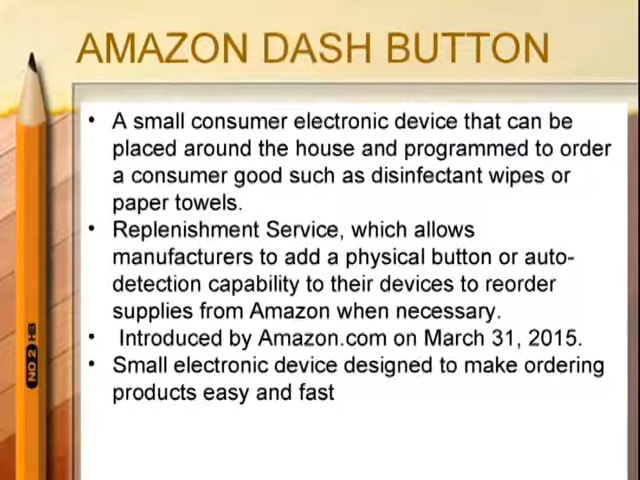 AMAZON DASH BUTTON
• A small consumer electronic device that can be
placed around the house and programmed to order
a consumer good such as disinfectant wipes or
paper towels.
• Replenishment Service, which allows
manufacturers to add a physical button or auto-
detection capability to their devices to reorder
supplies from Amazon when necessary.
• Introduced by Amazon.com on March 31, 2015.
• Small electronic device designed to make ordering
products easy and fast
NO 2 HB